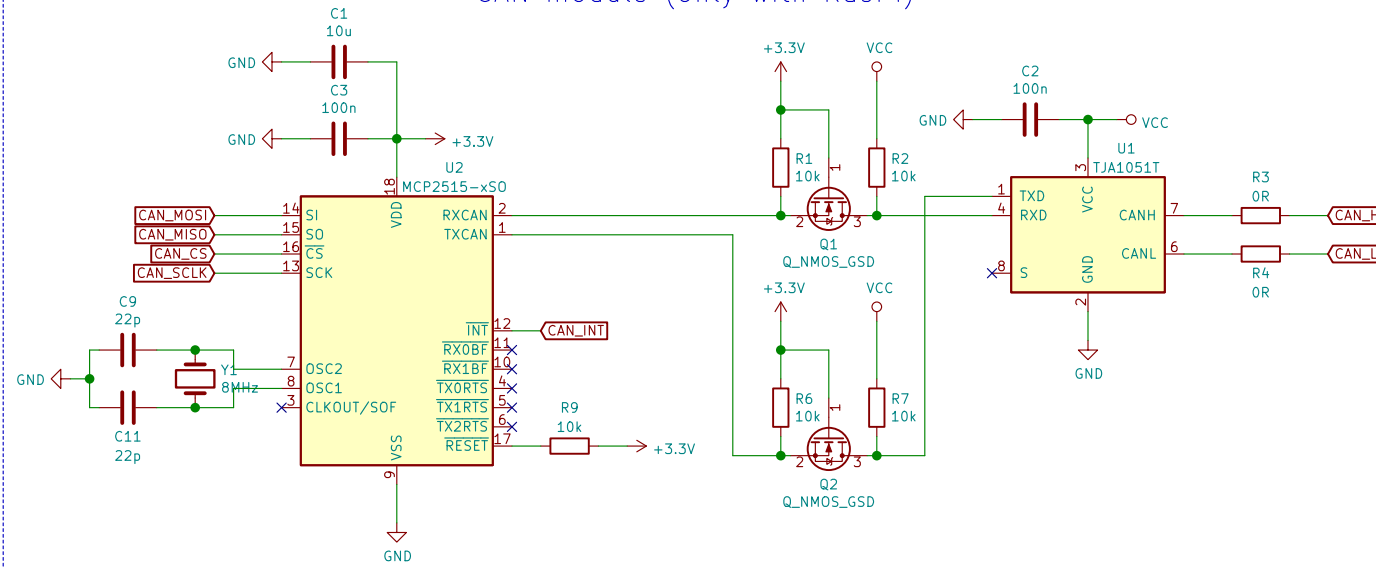 CAN module (only with RasPi)
C1
10u
GND
C3
100n
GND
+3.3V
U2
MCP2515-xSO
18
VDD
CAN_MOSI
14
SI
CAN_MISO
15
SO
CAN_CS
16
CS
CAN_SCLK
13
SCK
RXCAN
2
TXCAN
1
INT
12
CAN_INT
RX0BF
11
RX1BF
10
TX0RTS
4
TX1RTS
5
TX2RTS
6
RESET
17
R9
10k
+3.3V
C9
22p
GND
Y1
8MHz
C11
22p
7
OSC2
8
OSC1
3
CLKOUT/SOF
VSS
9
GND
+3.3V
VCC
R1
10k
1
R2
10k
2
3
Q1
Q_NMOS_GSD
+3.3V
VCC
R6
10k
1
R7
10k
2
3
Q2
Q_NMOS_GSD
C2
100n
GND
VCC
U1
TJA1051T
3
VCC
1
TXD
4
RXD
8
S
CANH
7
CANL
6
GND
2
GND
R3
0R
CAN_H
R4
0R
CAN_L